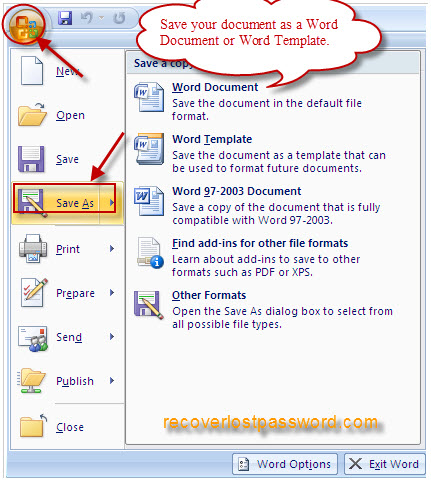 Save your document as a Word
Document or Word Template.
New
Open
Save
Save As
Print
Prepare
Send
Publish
Close
Save a copy
Word Document
Save the document in the default file
format.
Word Template
Save the document as a template that can
be used to format future documents.
Word 97-2003 Document
Save a copy of the document that is fully
compatible with Word 97-2003.
Find add-ins for other file formats
Learn about add-ins to save to other
formats such as PDF or XPS.
Other Formats
Open the Save As dialog box to select from
all possible file types.
recoverlostpassword.com
Word Options
Exit Word